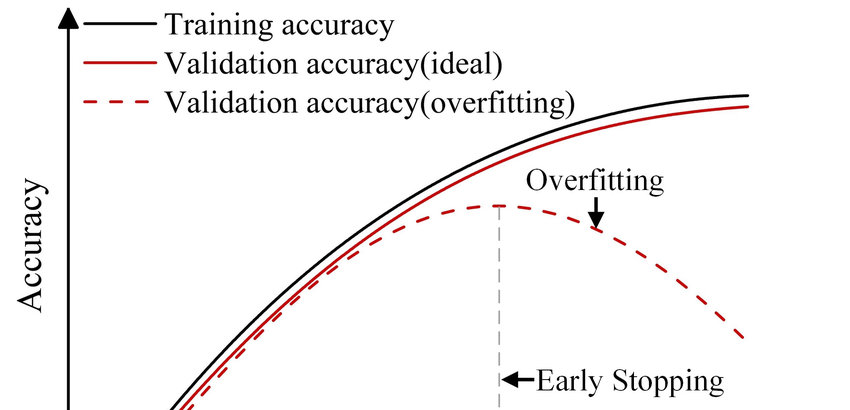 Training accuracy
Validation accuracy(ideal)
Validation accuracy(overfitting)
Overfitting
Accuracy
Early Stopping